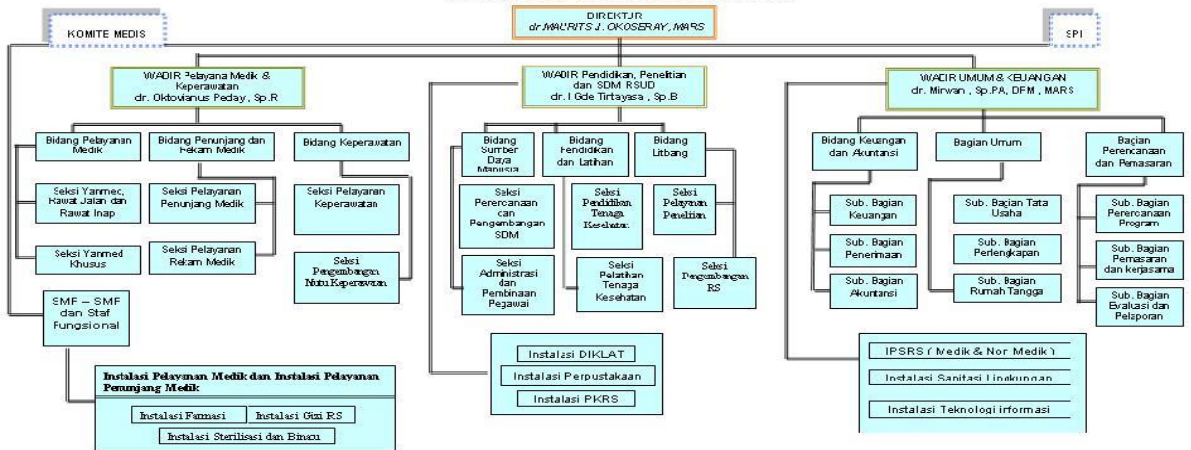 DIREKTUR
dr MAURITS J. OKOSERAY, MARS
KOMITE MEDIS
SPI
WADIR Pelayana Medik &
Keperawatan
dr. Oktovianus Peday, Sp.R
WADIR Pendidikan, Penelitian
dan SDM RSUD
dr. I Gde Tirtayasa, Sp.B
WADIR UMUM & KEUANGAN
dr. Mirwan, Sp.PA, DFM, MARS
Bidang Pelayanan
Medik
Bidang Penunjang dan
Rekam Medik
Bidang Keperawatan
Bidang
Sumber
Daya
Manusia
Bidang
Pendidikan
dan Latihan
Bidang
Litbang
Bidang Keuangan
dan Akuntansi
Bagian Umum
Bagian
Perencanaan
dan Pemasaran
Seksi Yanmec,
Rawat Jalan dan
Rawat Inap
Seksi Pelayanan
Penunjang Medik
Seksi Pelayanan
Keperawatan
Seksi
Perencanaan
can
Pengembangan
SDM
Seksi
Pendidikan
Tenaga
Kesehatan
Seksi
Pelayanan
Penelitian
Sub. Bagian
Keuangan
Sub. Bagian Tata
Usaha
Sub. Bagian
Perercanaan
Program
Seksi Yanmed
Khusus
Seksi Pelayanan
Rekam Medik
Seksi
Pengembangan
Mutu Keperawatan
Seksi
Administrasi
dan
Pembinaan
Pegawai
Seksi
Pelatihan
Tenaga
Kesehatan
Seksi
Pengembangan
RS
Sub. Bagian
Penerimaan
Sub. Bagian
Perlengkapan
Sub. Bagian
Pemasaran
dan kerjasama
Sub. Bagian
Akuntansi
Sub. Bagian
Rumah Tangga
Sub. Bagian
Evaluasi dan
Pelaporan
SMF – SMF
dan Staf
Fungsional
Instalasi Pelayanan Medik dan Instalasi Pelayanan
Penunjang Medik
Instalasi Farmasi
Instalasi Gizi RS
Instalasi Sterilisasi dan Binatu
Instalasi DIKLAT
Instalasi Perpustakaan
Instalasi PKRS
IPSRS ( Medik & Non Medik )
Instalasi Sanitasi Lingkungan
Instalasi Teknologi informasi